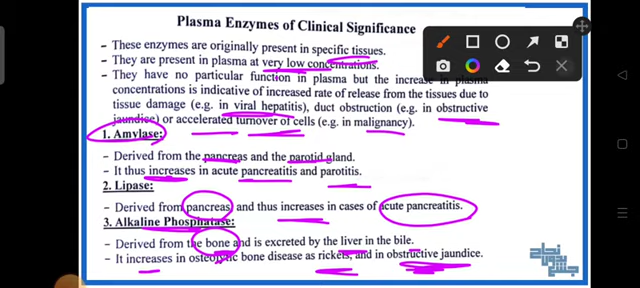 Plasma Enzymes of Clinical Significance
- These enzymes are originally present in specific tissues.
- They are present in plasma at very low concentrations.
- They have no particular function in plasma but the increase in plasma
concentrations is indicative of increased rate of release from the tissues due to
tissue damage (e.g. in viral hepatitis), duct obstruction (e.g. in obstructive
jaundice) or accelerated turnover of cells (e.g. in malignancy).
1. Amylase:
- Derived from the pancreas and the parotid gland.
- It thus increases in acute pancreatitis and parotitis.
2. Lipase:
- Derived from pancreas and thus increases in cases of acute pancreatitis.
3. Alkaline Phosphatase:
- Derived from the bone and is excreted by the liver in the bile.
- It increases in osteolytic bone disease as rickets, and in obstructive jaundice.
نجاح
بدون